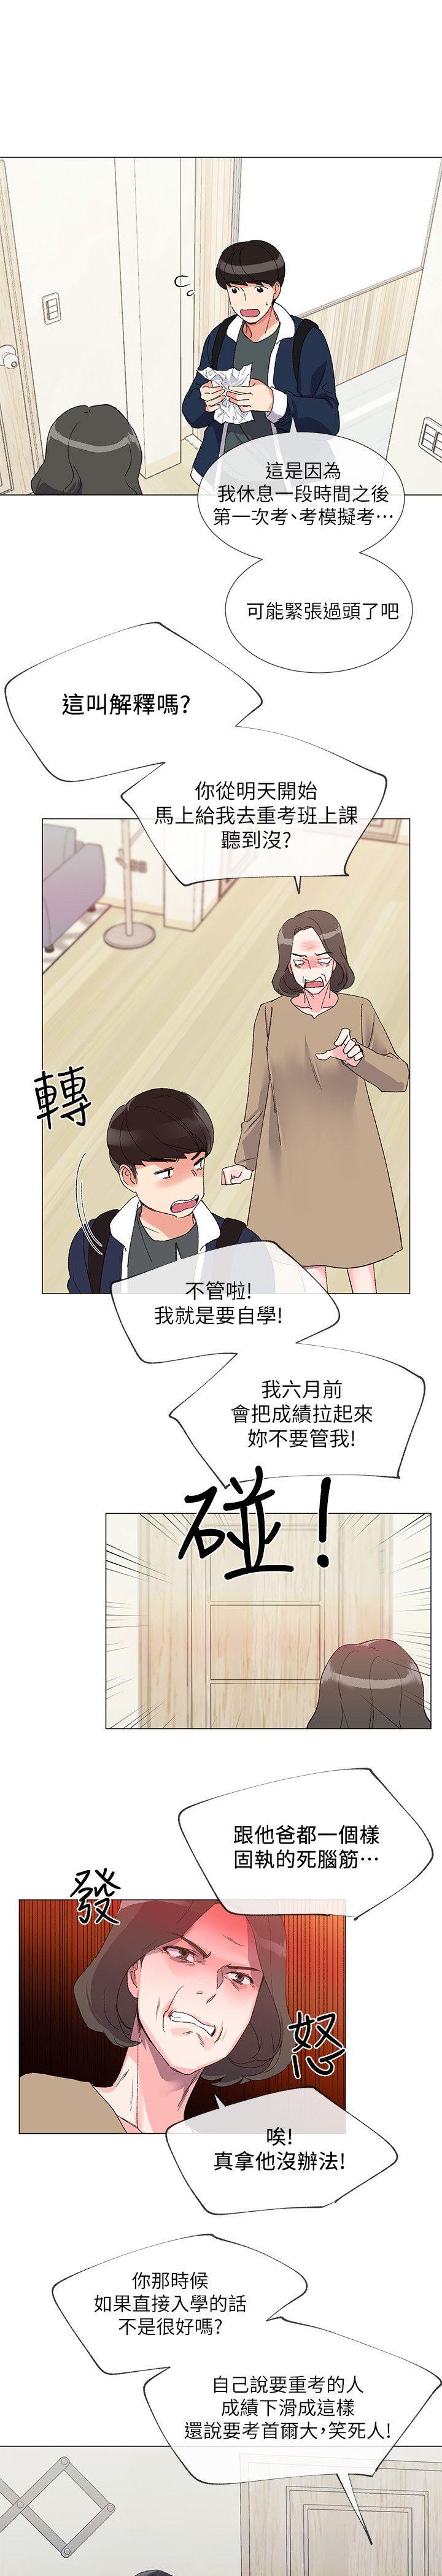 這是因為
我休息一段時間之後
第一次考、考模擬考…
可能緊張過頭了吧
這叫解釋嗎?
你從明天開始
馬上給我去重考班上課
聽到沒?
轉
不管啦!
我就是要自學!
我六月前
會把成績拉起來
妳不要管我!
碰!
跟他爸都一個樣
固執的死腦筋…
發
怒
唉!
真拿他沒辦法!
你那時候
如果直接入學的話
不是很好嗎?
自己說要重考的人
成績下滑成這樣
還說要考首爾大,笑死人!